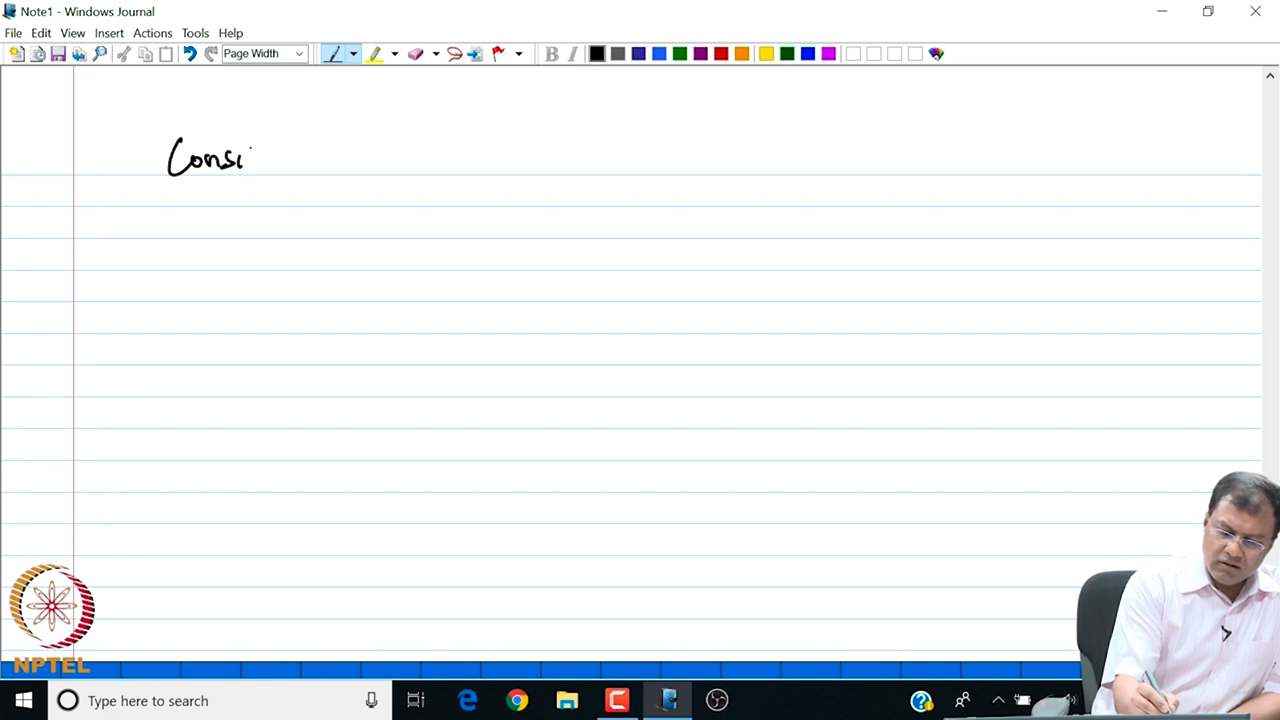 Note1 - Windows Journal
File Edit View Insert Actions Tools Help
Page Width
B I
Consi
NPTEL
Type here to search